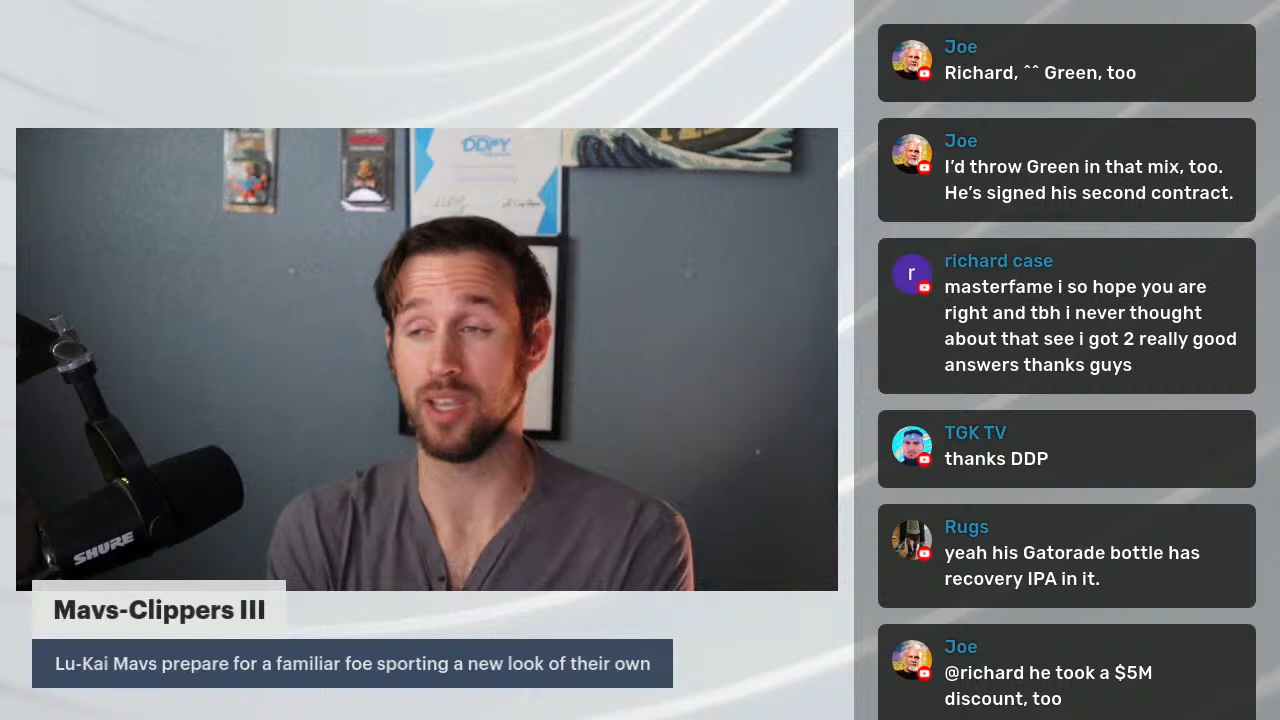 DDPY
SHURE
Mavs-Clippers III
Lu-Kai Mavs prepare for a familiar foe sporting a new look of their own
Joe
Richard, ^^ Green, too
Joe
I’d throw Green in that mix, too.
He’s signed his second contract.
richard case
r
masterfame i so hope you are
right and tbh i never thought
about that see i got 2 really good
answers thanks guys
TGK TV
thanks DDP
Rugs
yeah his Gatorade bottle has
recovery IPA in it.
Joe
@richard he took a $5M
discount, too